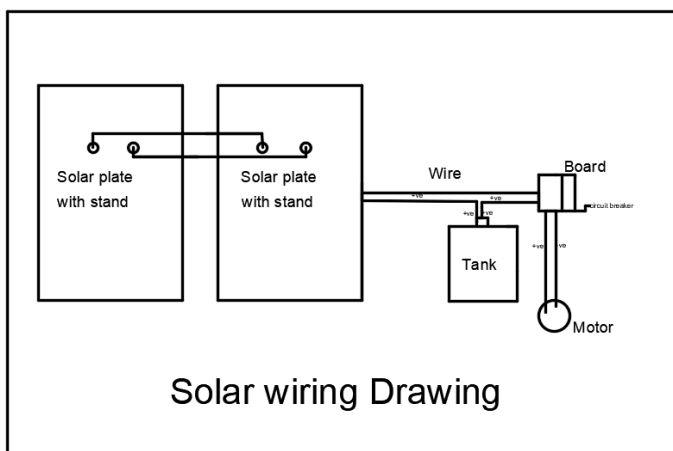 Solar plate
with stand
Solar plate
with stand
Wire
+ve
+ve
+ve
+ve
Board
circuit breaker
Tank
+ve
+ve
Motor
Solar wiring Drawing